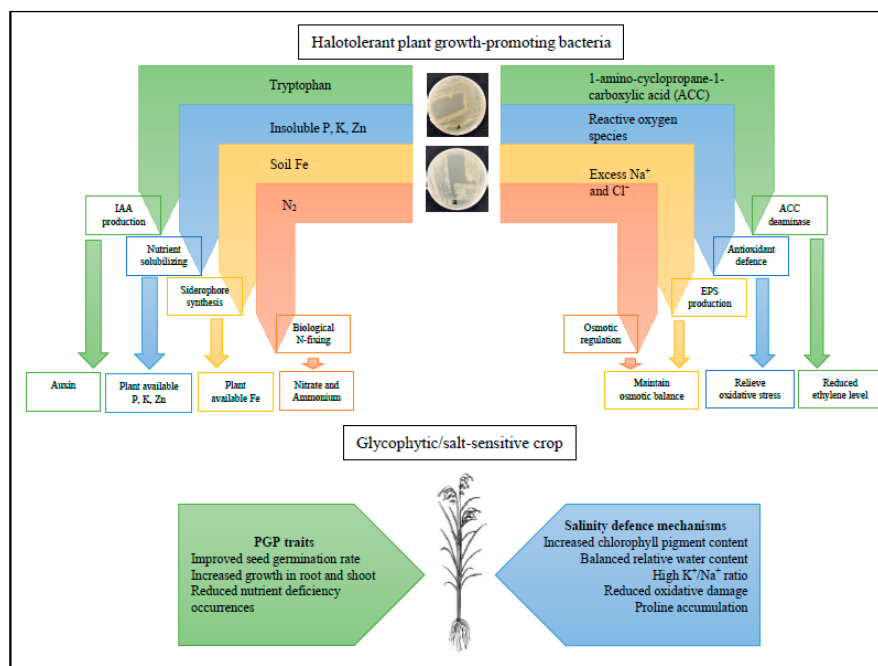 Halotolerant plant growth-promoting bacteria
Tryptophan
Insoluble P, K, Zn
Soil Fe
N₂
A
B
1-amino-cyclopropane-1-
carboxylic acid (ACC)
Reactive oxygen
species
Excess Na⁺
and Cl⁻
IAA
production
Nutrient
solubilizing
Siderophore
synthesis
Biological
N-fixing
Osmotic
regulation
EPS
production
Antioxidant
defence
ACC
deaminase
Auxin
Plant available
P, K, Zn
Plant
available Fe
Nitrate and
Ammonium
Maintain
osmotic balance
Relieve
oxidative stress
Reduced
ethylene level
Glycophytic/salt-sensitive crop
PGP traits
Improved seed germination rate
Increased growth in root and shoot
Reduced nutrient deficiency
occurrences
Salinity defence mechanisms
Increased chlorophyll pigment content
Balanced relative water content
High K⁺/Na⁺ ratio
Reduced oxidative damage
Proline accumulation